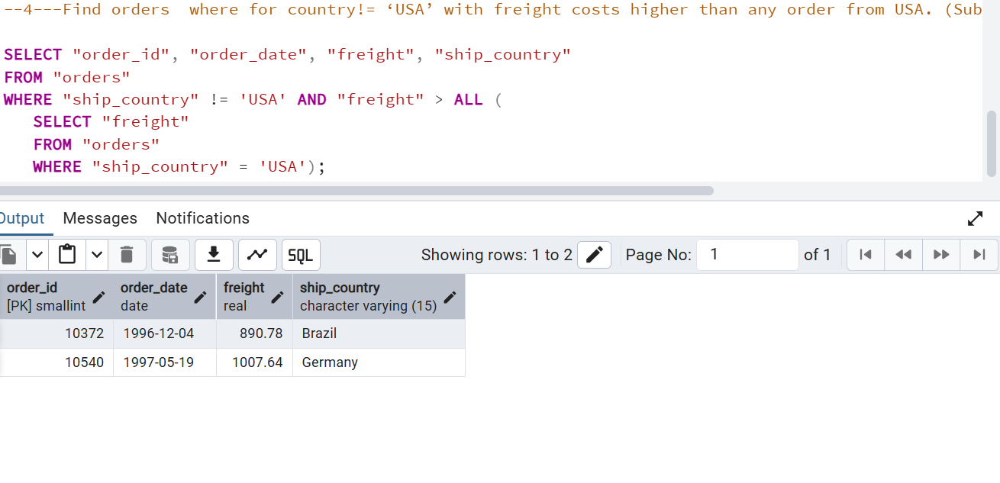 --4---Find orders  where for country!= ‘USA’ with freight costs higher than any order from USA. (Sub
SELECT "order_id", "order_date", "freight", "ship_country"
FROM "orders"
WHERE "ship_country" != 'USA' AND "freight" > ALL (
SELECT "freight"
FROM "orders"
WHERE "ship_country" = 'USA');
Output Messages Notifications
SQL Showing rows: 1 to 2 Page No: 1 of 1
order_id order_date freight ship_country
[PK] smallint date real character varying (15)
10372 1996-12-04 890.78 Brazil
10540 1997-05-19 1007.64 Germany